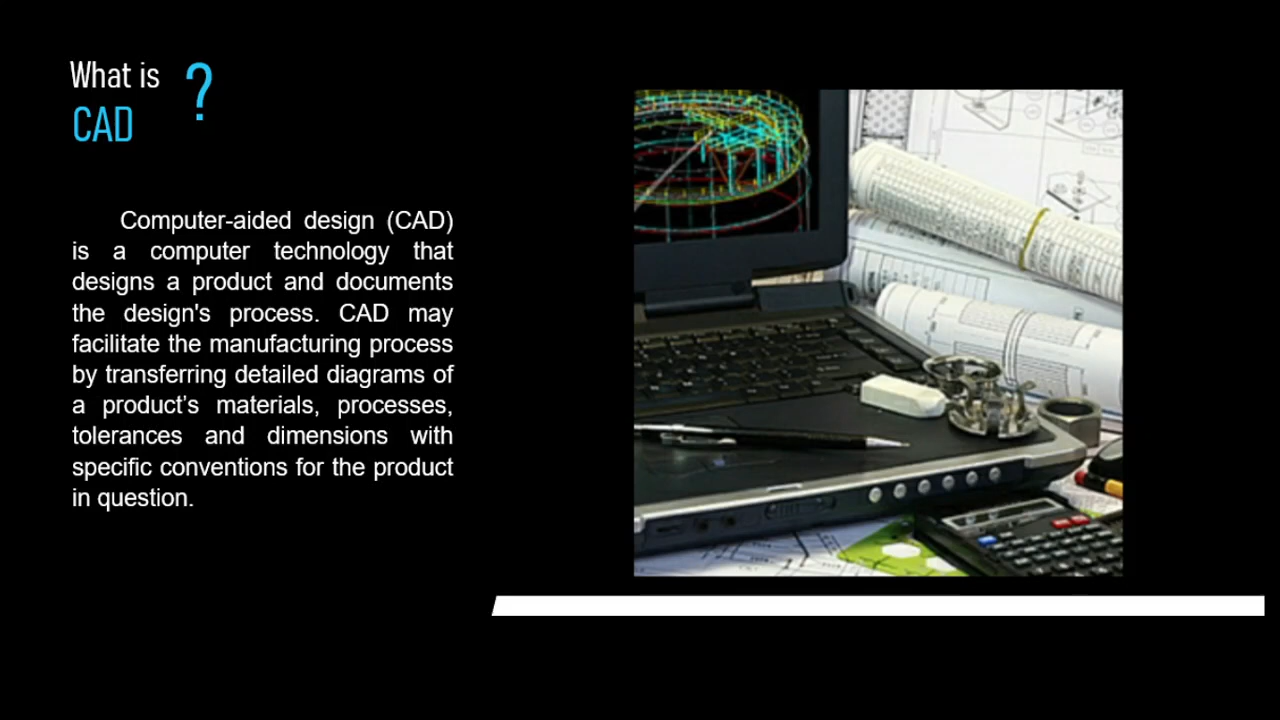 What is ?
CAD
Computer-aided design (CAD)
is a computer technology that
designs a product and documents
the design's process. CAD may
facilitate the manufacturing process
by transferring detailed diagrams of
a product’s materials, processes,
tolerances and dimensions with
specific conventions for the product
in question.